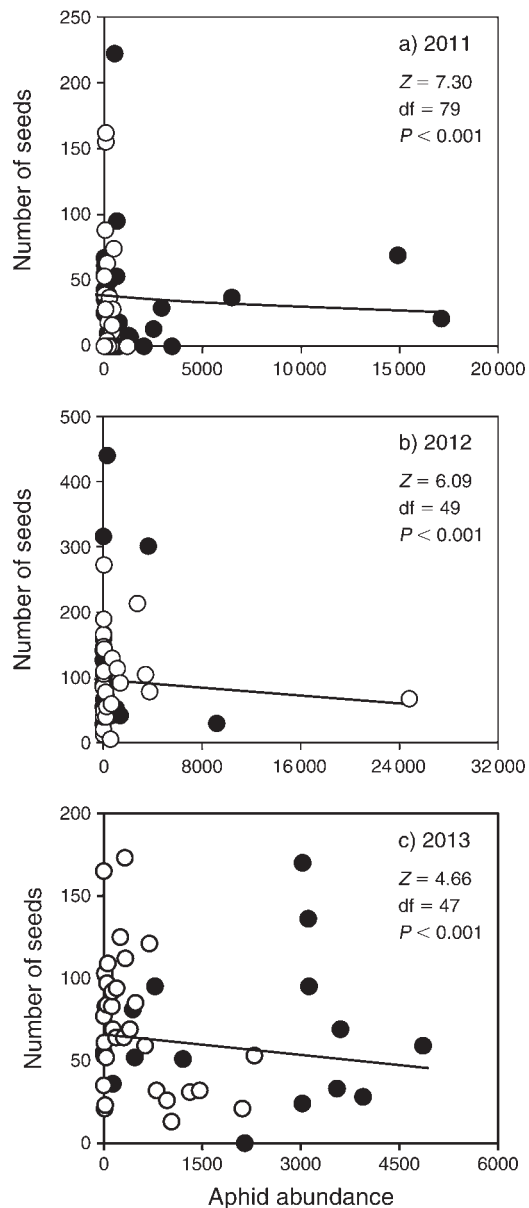 a) 2011
Z = 7.30
df = 79
P < 0.001
Number of seeds
250
200
150
100
50
0
0 5000 10 000 15 000 20 000
b) 2012
Z = 6.09
df = 49
P < 0.001
Number of seeds
500
400
300
200
100
0
0 8000 16 000 24 000 32 000
c) 2013
Z = 4.66
df = 47
P < 0.001
Number of seeds
200
150
100
50
0
0 1500 3000 4500 6000
Aphid abundance